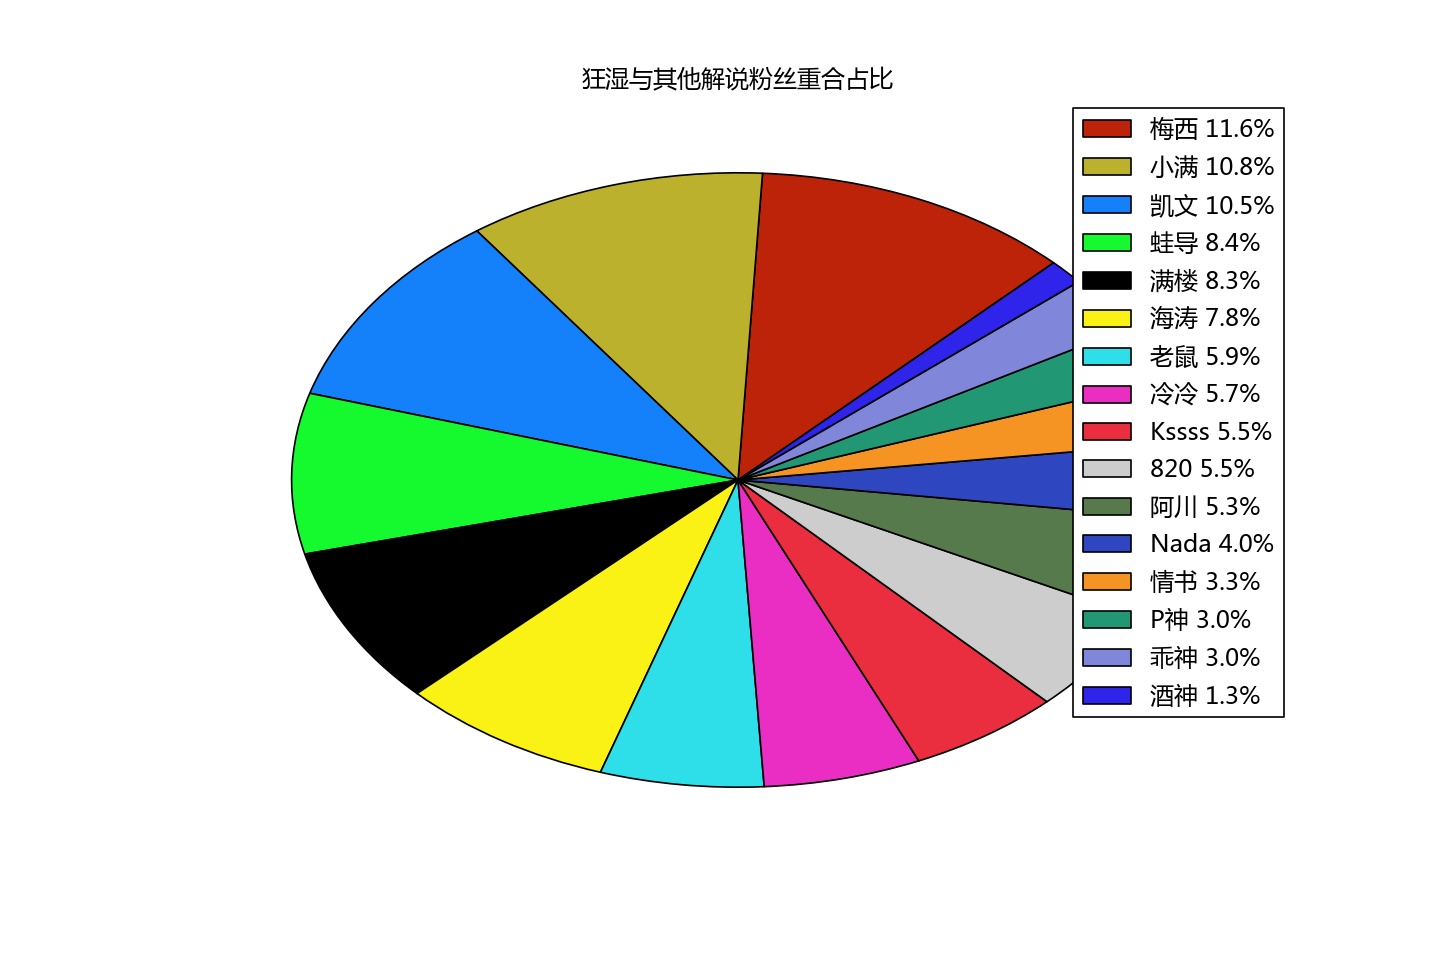 狂湿与其他解说粉丝重合占比
梅西 11.6%
小满 10.8%
凯文 10.5%
蛙导 8.4%
满楼 8.3%
海涛 7.8%
老鼠 5.9%
冷冷 5.7%
Kssss 5.5%
820 5.5%
阿川 5.3%
Nada 4.0%
情书 3.3%
P神 3.0%
乖神 3.0%
酒神 1.3%